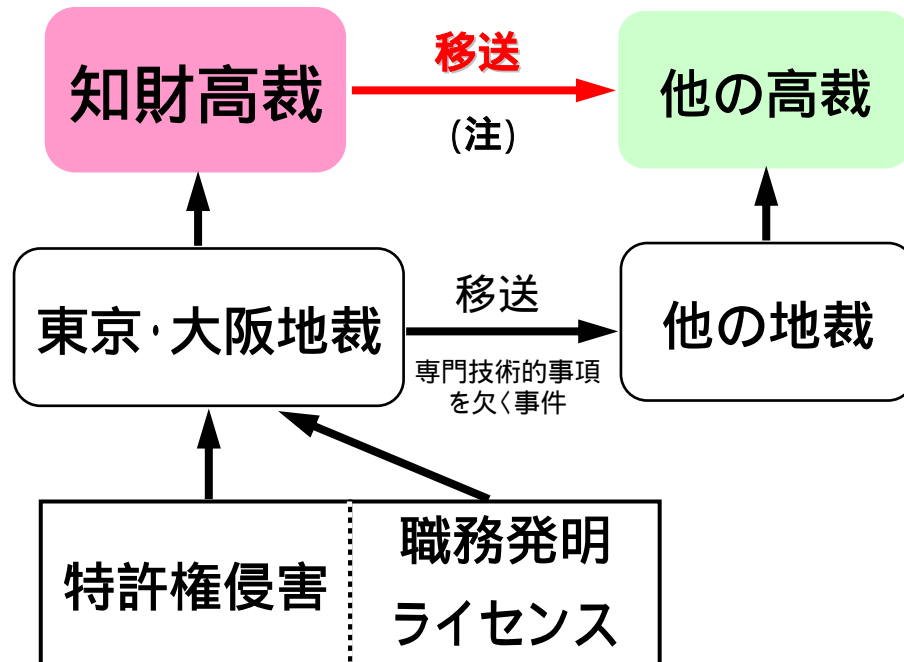 知財高裁
移送
(注)
他の高裁
東京・大阪地裁
移送
専門技術的事項
を欠く事件
他の地裁
特許権侵害
職務発明
ライセンス